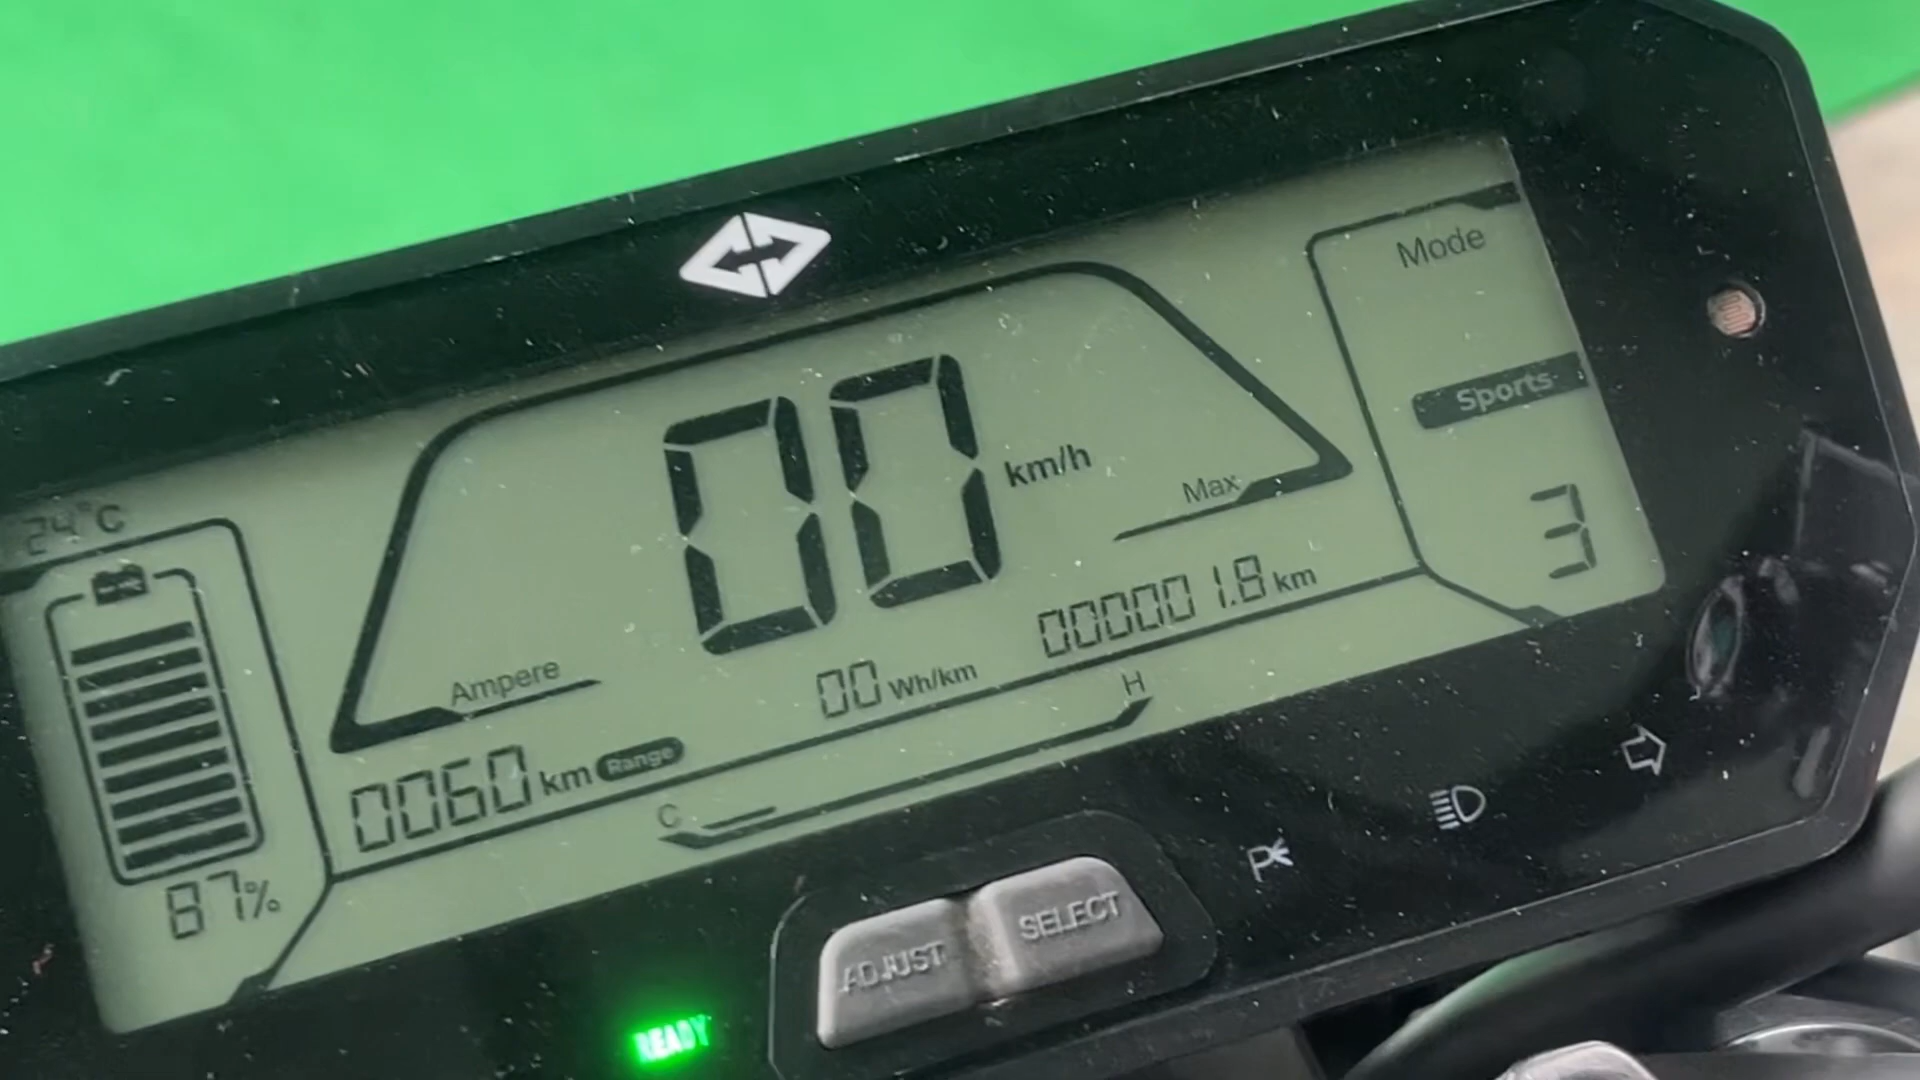 Mode
Sports
3
24°C
00 km/h
Max
Ampere
00 Wh/km
000001.8 km
H
0060 km Range
C
87%
ADJUST
SELECT
READY